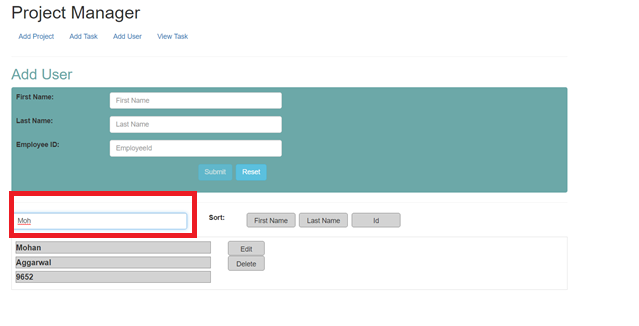 Project Manager
Add Project Add Task Add User View Task
Add User
First Name: First Name
Last Name: Last Name
Employee ID: EmployeeId
Submit Reset
Moh Sort: First Name Last Name Id
Mohan Edit
Aggarwal Delete
9652